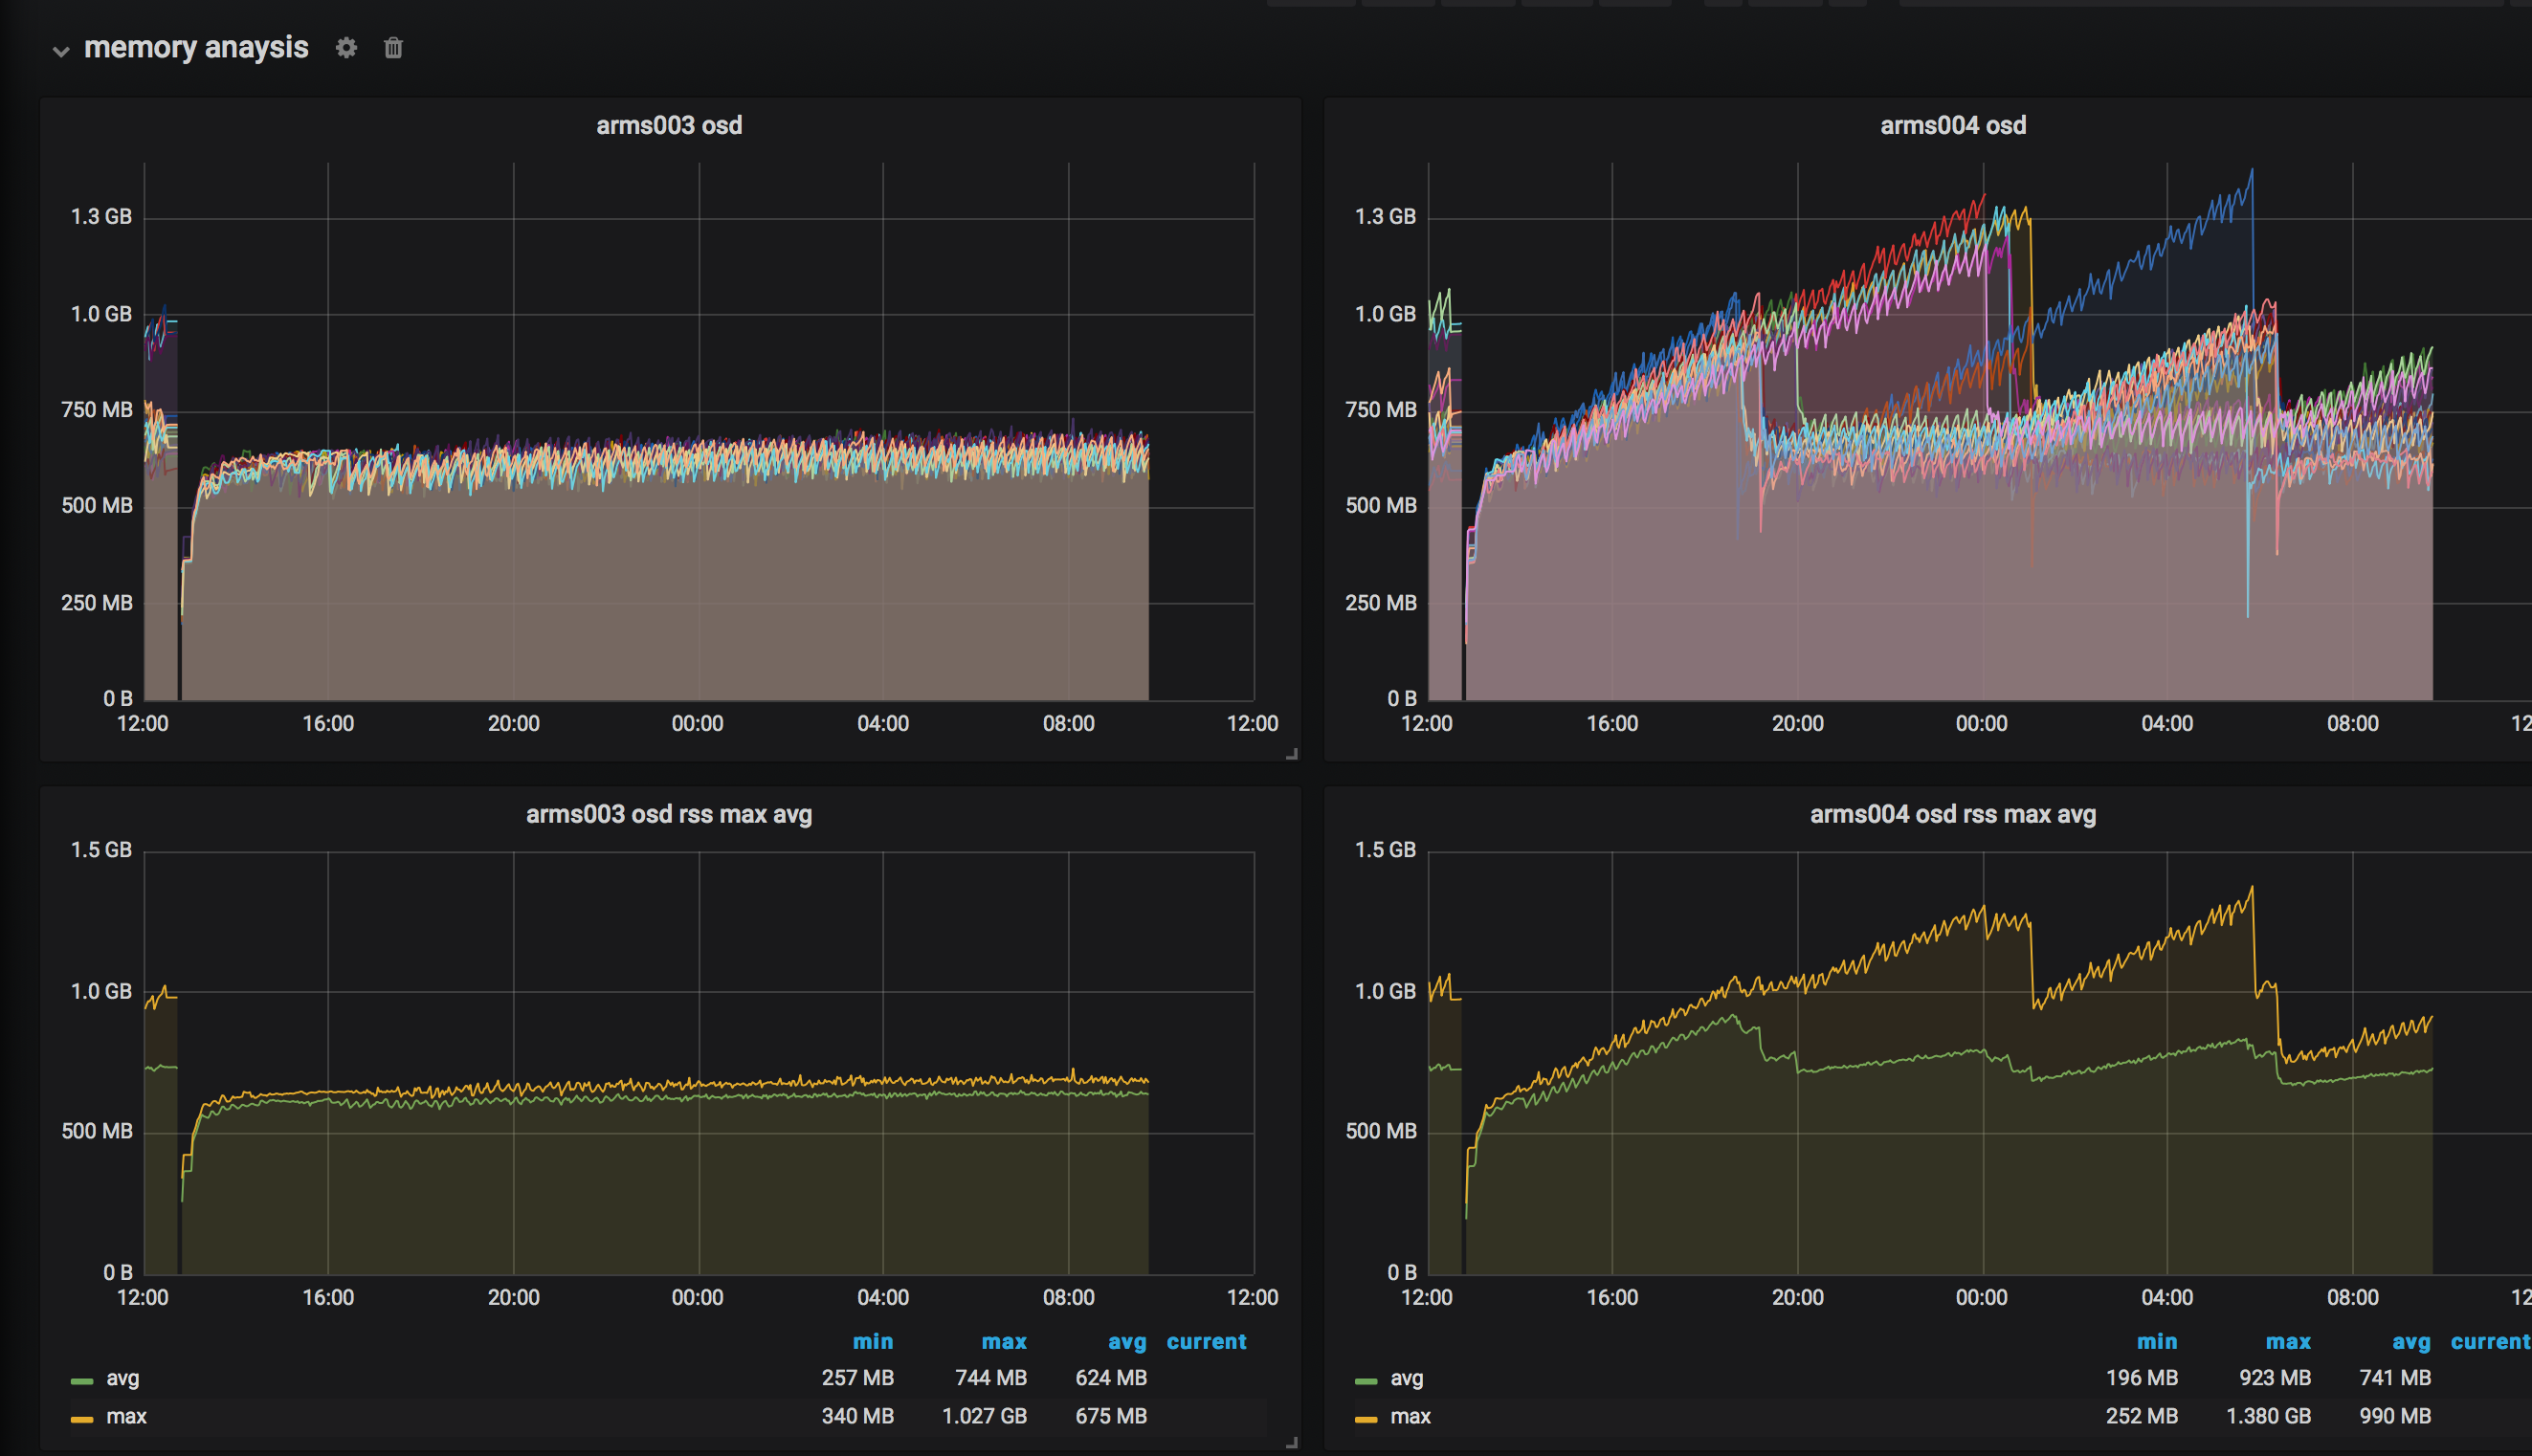 memory anaysis
arms003 osd
1.3 GB
1.0 GB
750 MB
500 MB
250 MB
0 B
12:00 16:00 20:00 00:00 04:00 08:00 12:00
arms004 osd
1.3 GB
1.0 GB
750 MB
500 MB
250 MB
0 B
12:00 16:00 20:00 00:00 04:00 08:00 12
arms003 osd rss max avg
1.5 GB
1.0 GB
500 MB
0 B
12:00 16:00 20:00 00:00 04:00 08:00 12:00
min max avg current
avg 257 MB 744 MB 624 MB
max 340 MB 1.027 GB 675 MB
arms004 osd rss max avg
1.5 GB
1.0 GB
500 MB
0 B
12:00 16:00 20:00 00:00 04:00 08:00 12
min max avg current
avg 196 MB 923 MB 741 MB
max 252 MB 1.380 GB 990 MB